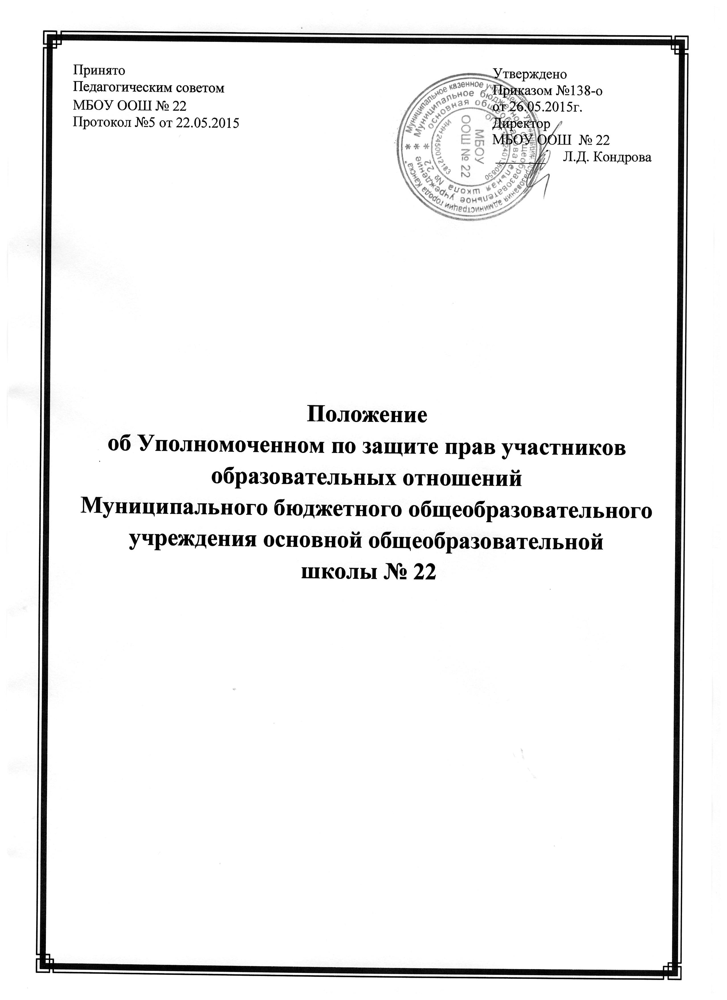 Принято
Педагогическим советом
МБОУ ООШ № 22
Протокол №5 от 22.05.2015
Утверждено
Приказом №138-о
от 26.05.2015г.
Директор
МБОУ ООШ № 22
Л.Д. Кондрова
Муниципальное казенное учреждение "Управление образования администрации города Канска"
Муниципальное бюджетное общеобразовательное учреждение
основная общеобразовательная школа № 22
ИНН 2450012183
МБОУ
ООШ № 22
Положение
об Уполномоченном по защите прав участников
образовательных отношений
Муниципального бюджетного общеобразовательного
учреждения основной общеобразовательной
школы № 22